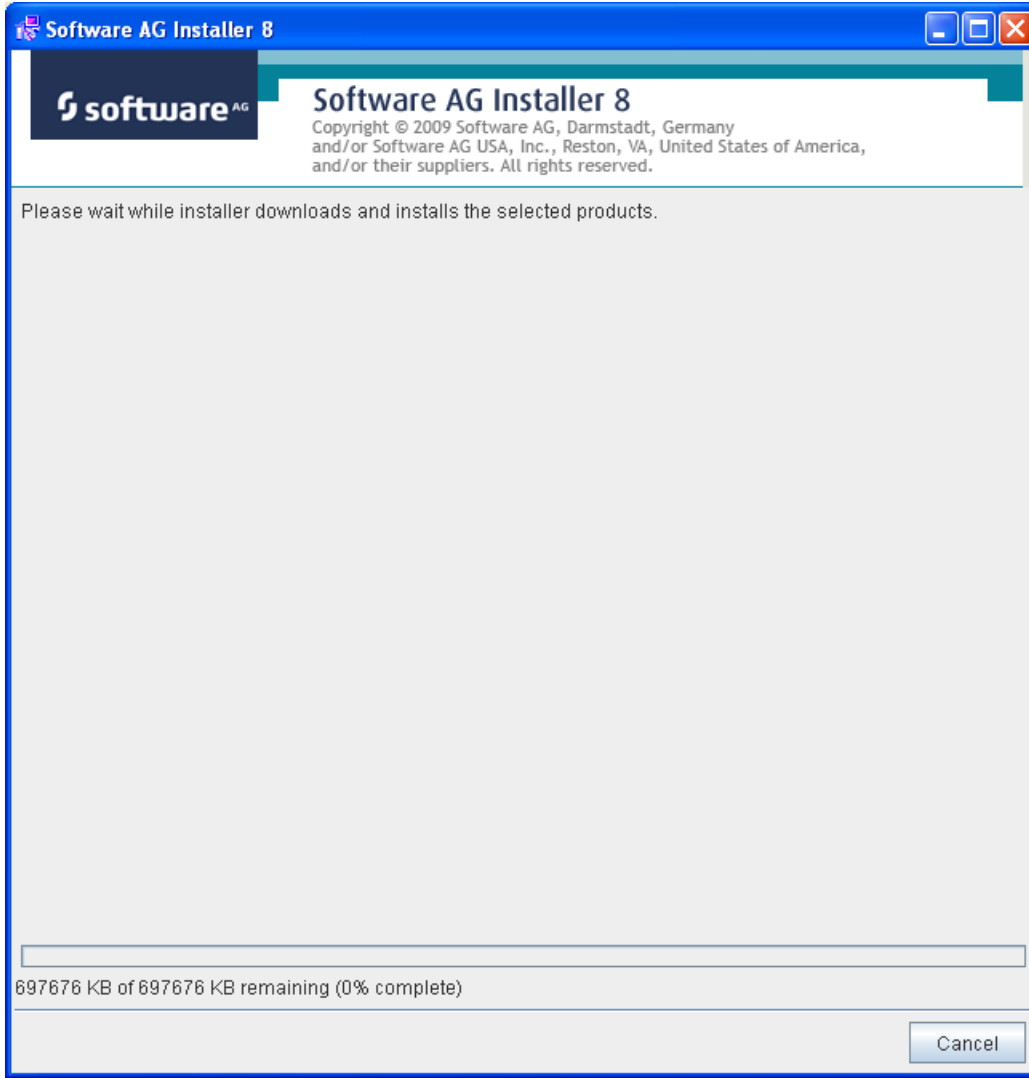 Software AG Installer 8
software AG
Software AG Installer 8
Copyright © 2009 Software AG, Darmstadt, Germany
and/or Software AG USA, Inc., Reston, VA, United States of America,
and/or their suppliers. All rights reserved.
Please wait while installer downloads and installs the selected products.
697676 KB of 697676 KB remaining (0% complete)
Cancel